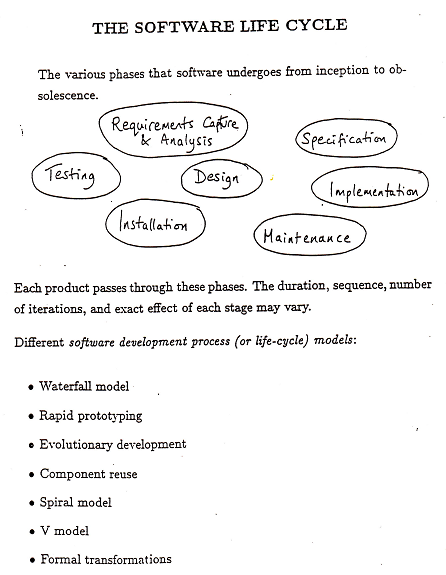 THE SOFTWARE LIFE CYCLE
The various phases that software undergoes from inception to ob-
solescence.
Requirements Capture
& Analysis
Specification
Testing
Design
Implementation
Installation
Maintenance
Each product passes through these phases. The duration, sequence, number
of iterations, and exact effect of each stage may vary.
Different software development process (or life-cycle) models:
• Waterfall model
• Rapid prototyping
• Evolutionary development
• Component reuse
• Spiral model
• V model
• Formal transformations